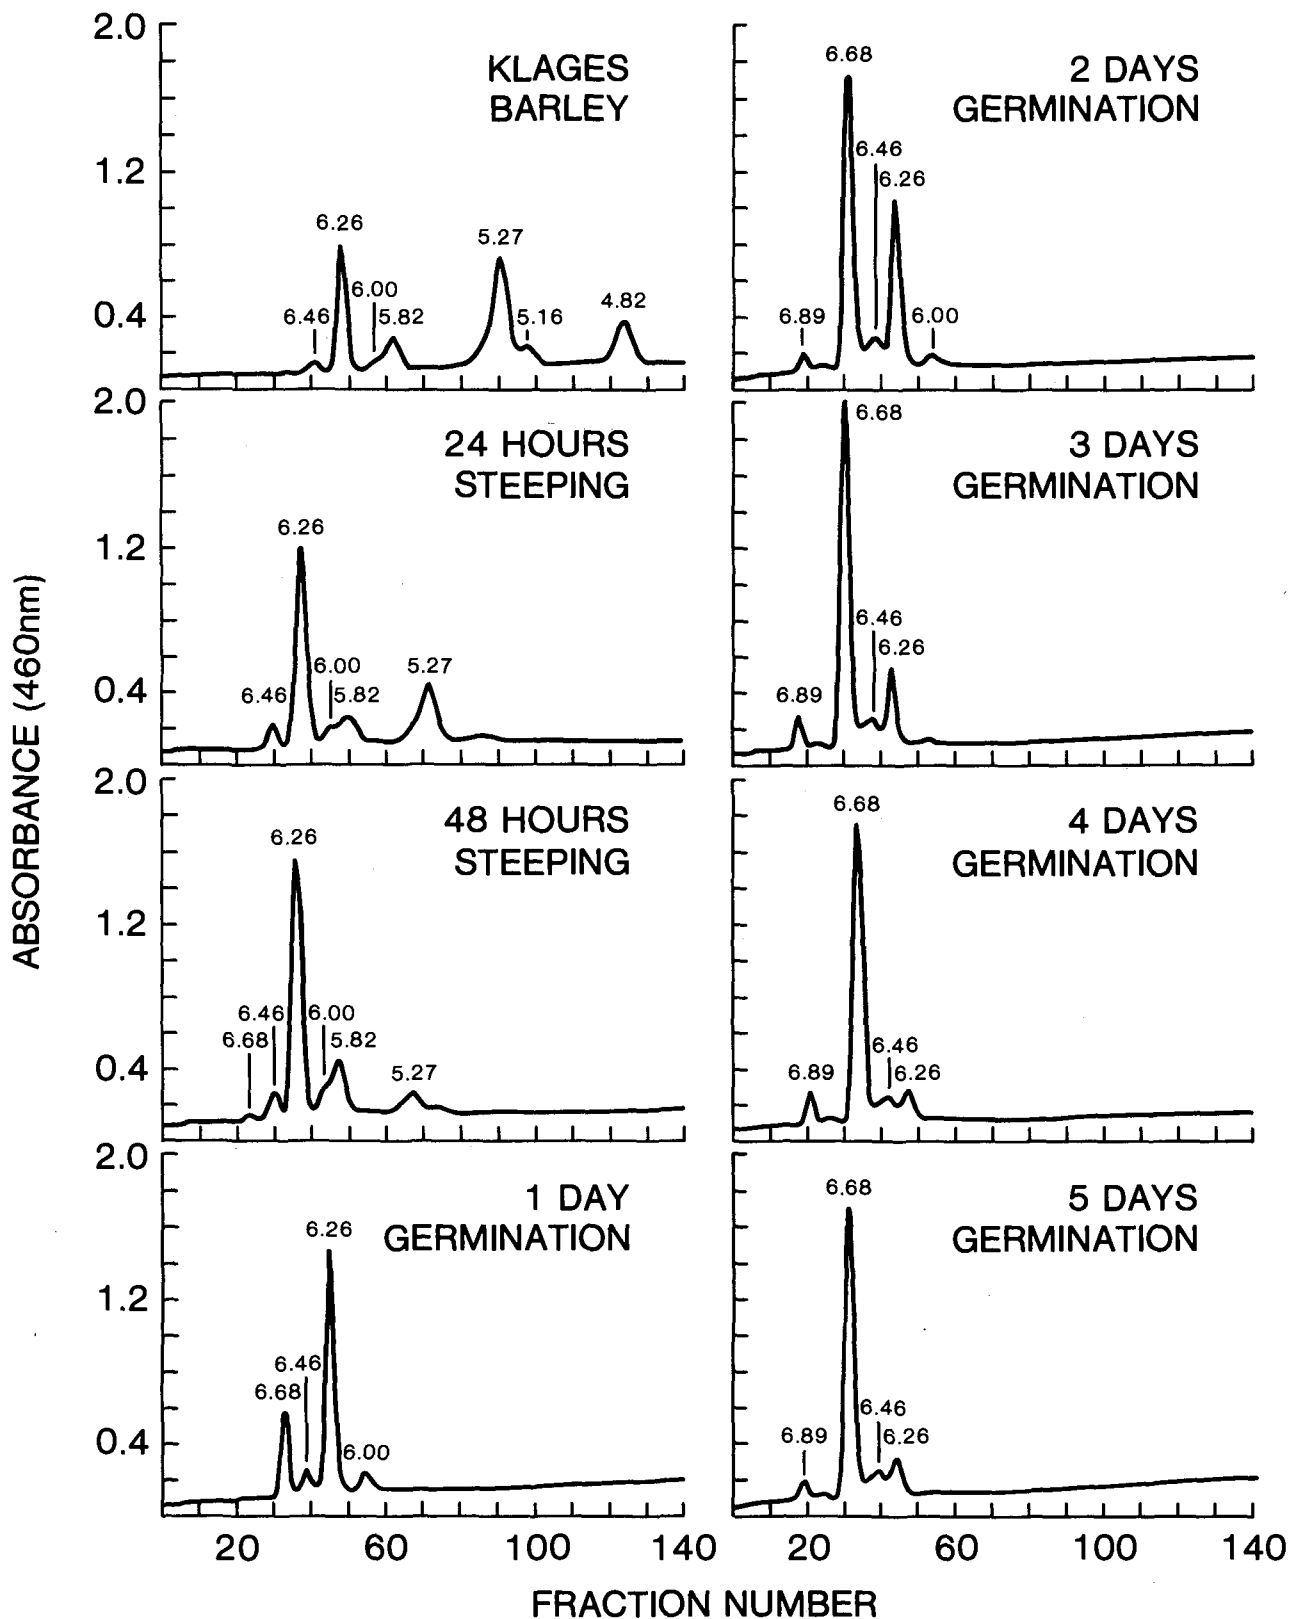 ABSORBANCE (460nm)
2.0
1.2
0.4
KLAGES
BARLEY
6.46
6.26
6.00
5.82
5.27
5.16
4.82
2.0
1.2
0.4
24 HOURS
STEEPING
6.46
6.26
6.00
5.82
5.27
2.0
1.2
0.4
48 HOURS
STEEPING
6.68
6.46
6.26
6.00
5.82
5.27
2.0
1.2
0.4
1 DAY
GERMINATION
6.68
6.46
6.26
6.00
20 60 100 140
2 DAYS
GERMINATION
6.89
6.68
6.46
6.26
6.00
3 DAYS
GERMINATION
6.89
6.68
6.46
6.26
4 DAYS
GERMINATION
6.89
6.68
6.46
6.26
5 DAYS
GERMINATION
6.89
6.68
6.46
6.26
20 60 100 140
FRACTION NUMBER